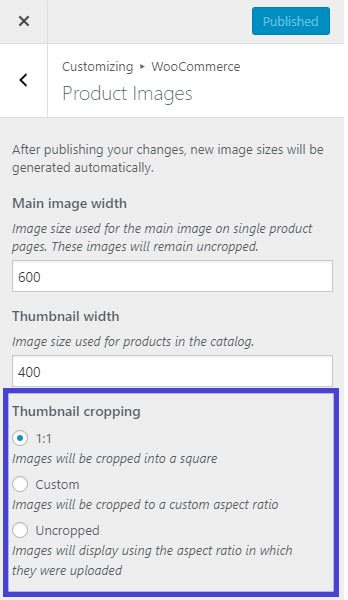 Published
Customizing ▸ WooCommerce
Product Images
After publishing your changes, new image sizes will be
generated automatically.
Main image width
Image size used for the main image on single product
pages. These images will remain uncropped.
600
Thumbnail width
Image size used for products in the catalog.
400
Thumbnail cropping
1:1
Images will be cropped into a square
Custom
Images will be cropped to a custom aspect ratio
Uncropped
Images will display using the aspect ratio in which
they were uploaded